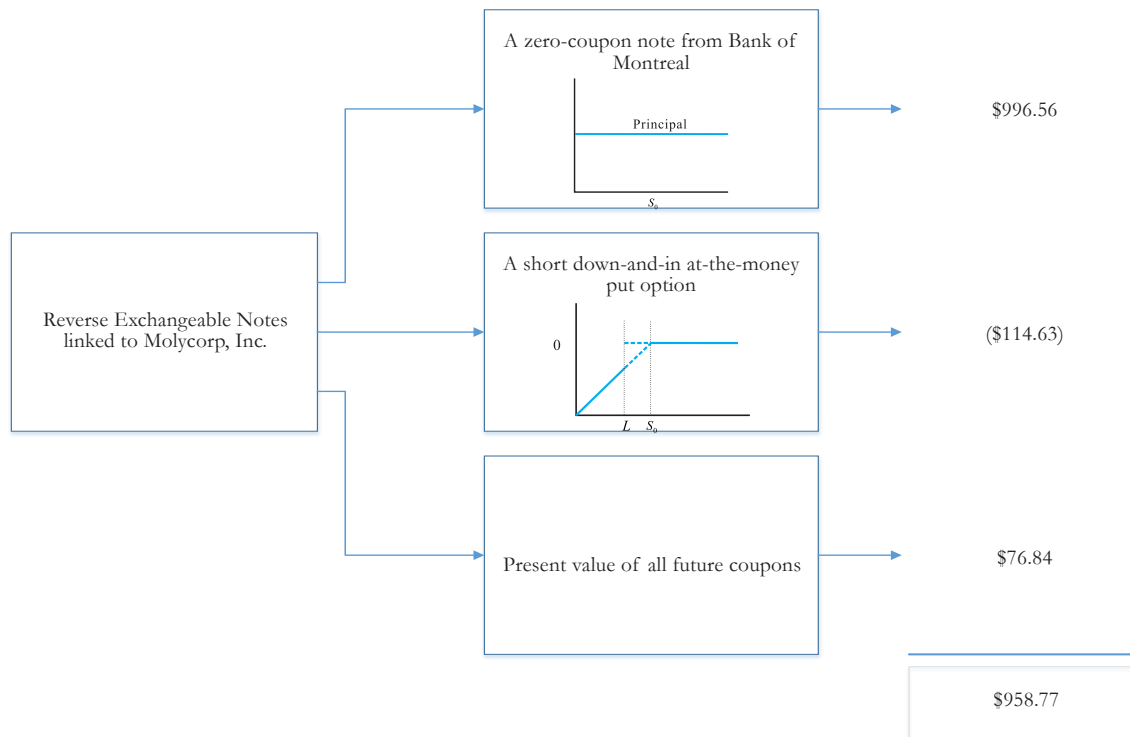 A zero-coupon note from Bank of
Montreal
Principal
S₀
$996.56
Reverse Exchangeable Notes
linked to Molycorp, Inc.
A short down-and-in at-the-money
put option
0
L S₀
($114.63)
Present value of all future coupons
$76.84
$958.77